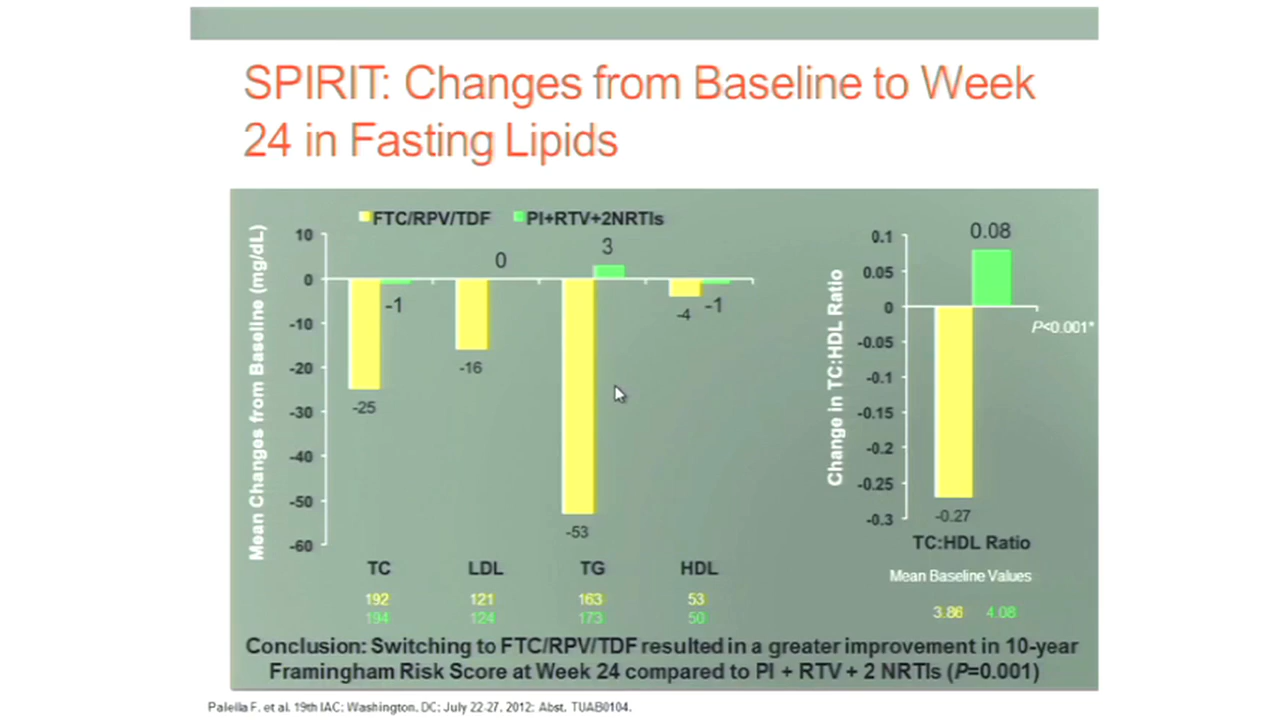 SPIRIT: Changes from Baseline to Week
24 in Fasting Lipids
FTC/RPV/TDF PI+RTV+2NRTIs
Mean Changes from Baseline (mg/dL)
10
0
-10
-20
-30
-40
-50
-60
-1
-25
0
-16
3
-53
-4
-1
TC LDL TG HDL
192 121 163 53
194 124 173 50
Change in TC:HDL Ratio
0.1
0.05
0
-0.05
-0.1
-0.15
-0.2
-0.25
-0.3
0.08
P<0.001*
-0.27
TC:HDL Ratio
Mean Baseline Values
3.86 4.08
Conclusion: Switching to FTC/RPV/TDF resulted in a greater improvement in 10-year
Framingham Risk Score at Week 24 compared to PI + RTV + 2 NRTIs (P=0.001)
Palella F, et al. 19th IAC; Washington, DC; July 22-27, 2012; Abst. TUAB0104.